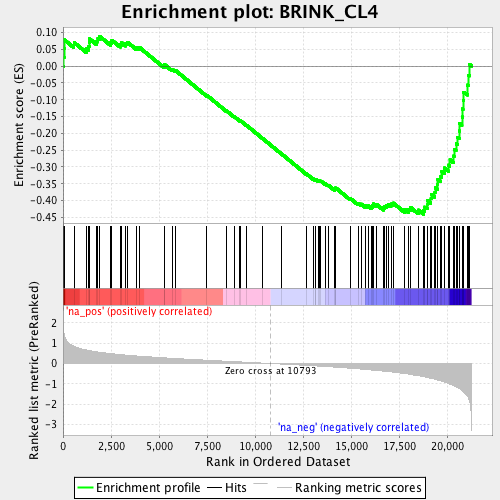 Enrichment plot: BRINK_CL4
Enrichment score (ES)
0.10
0.05
0.00
-0.05
-0.10
-0.15
-0.20
-0.25
-0.30
-0.35
-0.40
-0.45
'na_pos' (positively correlated)
Ranked list metric (PreRanked)
2
1
0
-1
-2
-3
Zero cross at 10793
'na_neg' (negatively correlated)
0
2,500
5,000
7,500
10,000
12,500
15,000
17,500
20,000
Rank in Ordered Dataset
Enrichment profile
Hits
Ranking metric scores